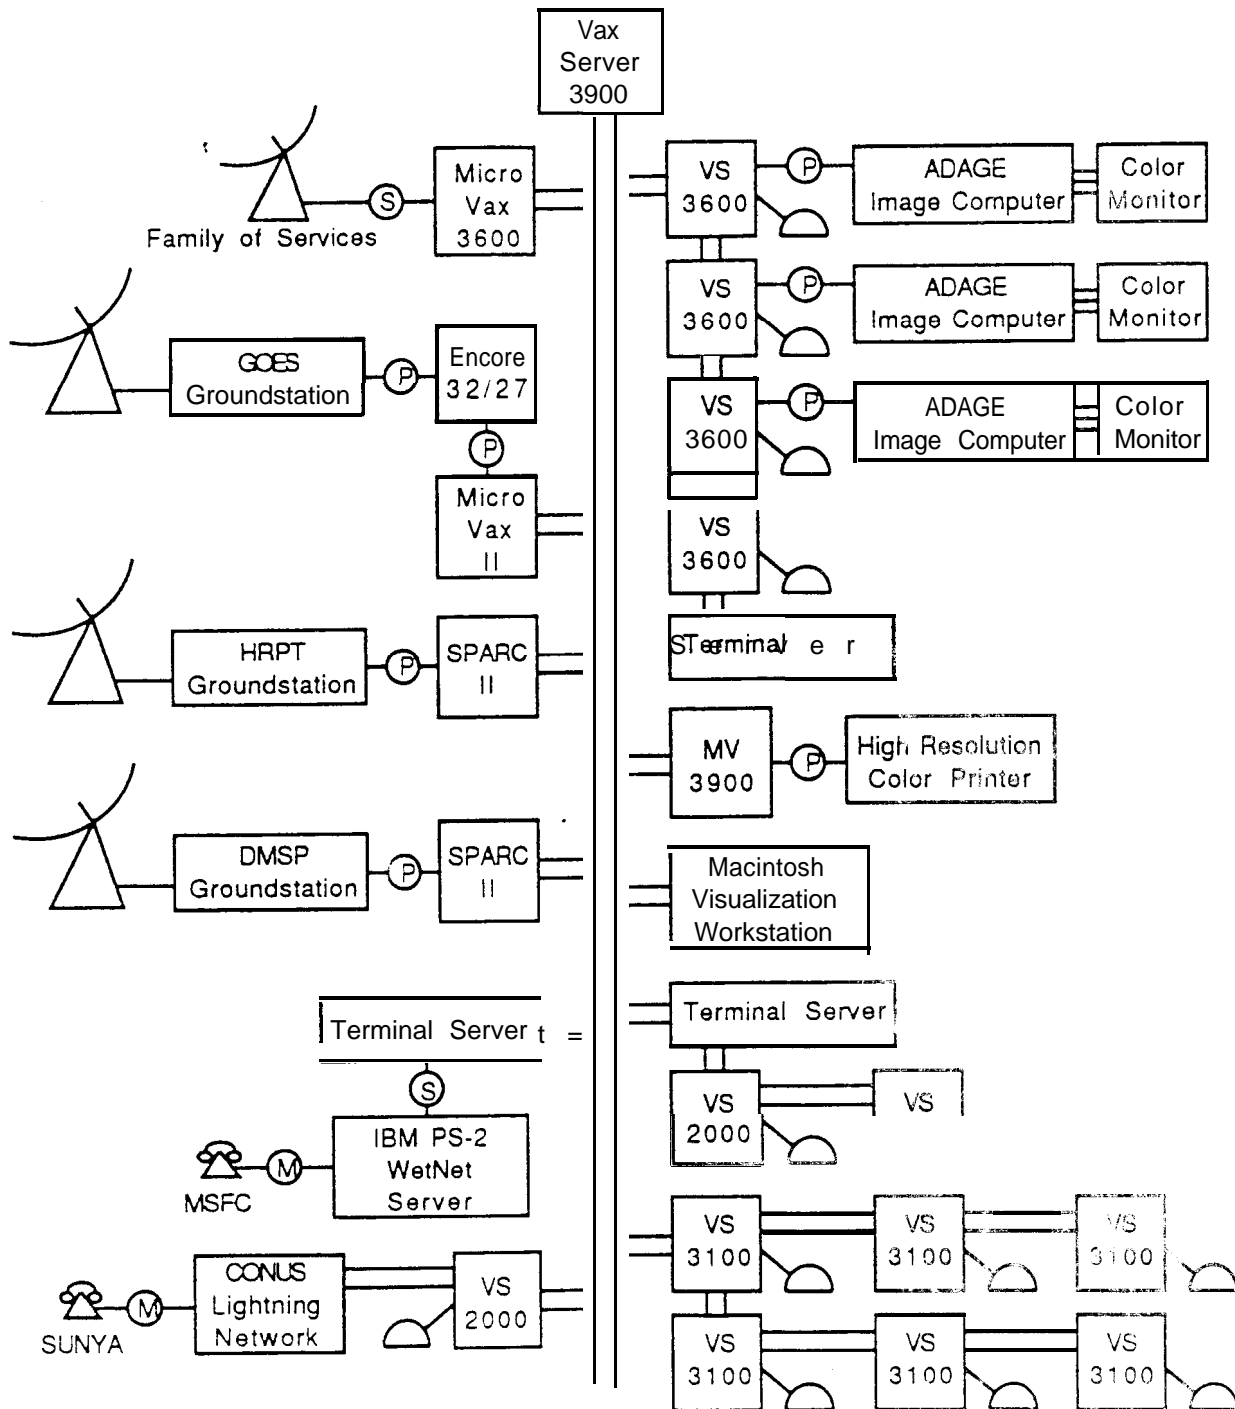 Vax
Server
3900
Family of Services
S
Micro
Vax
3600
GOES
Groundstation
P
Encore
32/27
P
Micro
Vax
II
HRPT
Groundstation
P
SPARC
II
DMSP
Groundstation
P
SPARC
II
Terminal Server t =
S
IBM PS-2
WetNet
Server
M
MSFC
CONUS
Lightning
Network
M
SUNYA
VS
2000
VS
3600
P
ADAGE
Image Computer
Color
Monitor
VS
3600
P
ADAGE
Image Computer
Color
Monitor
VS
3600
P
ADAGE
Image Computer
Color
Monitor
VS
3600
Terminal
Server
MV
3900
P
High Resolution
Color Printer
Macintosh
Visualization
Workstation
Terminal Server
VS
2000
VS
VS
3100
VS
3100
VS
3100
VS
3100
VS
3100
VS
3100